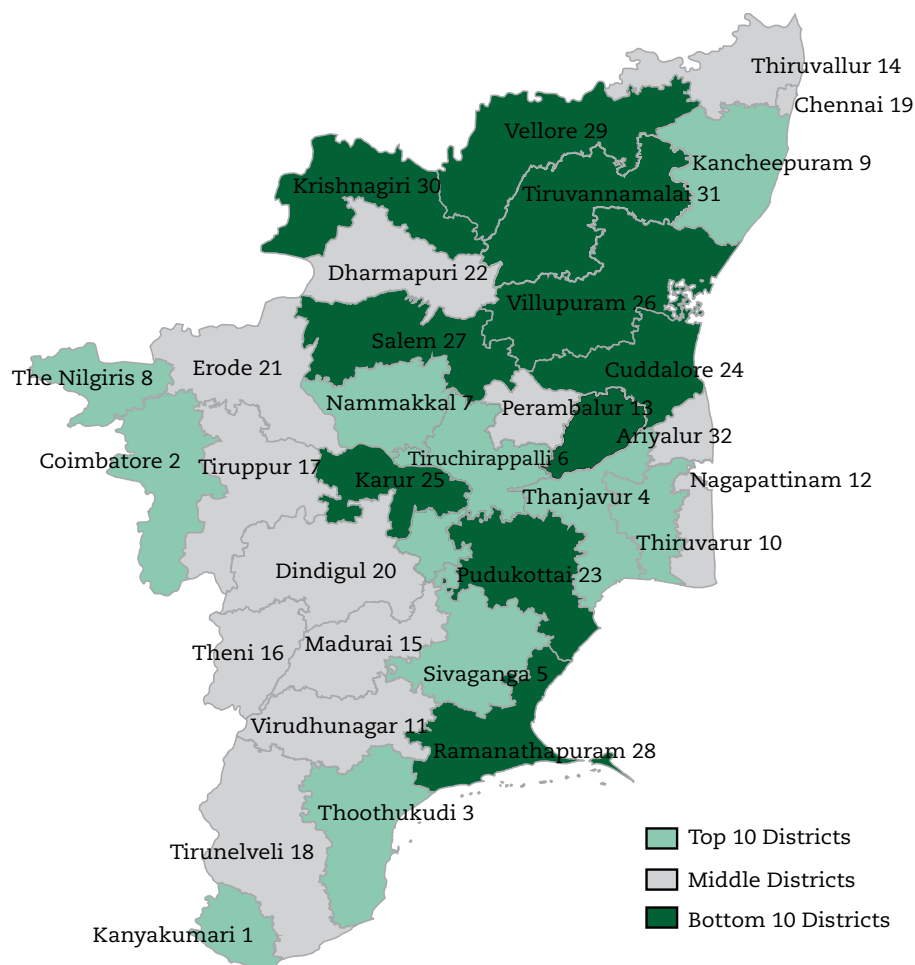 Thiruvallur 14
Chennai 19
Vellore 29
Kancheepuram 9
Krishnagiri 30
Tiruvannamalai 31
Dharmapuri 22
Villupuram 26
Salem 27
Erode 21
Cuddalore 24
The Nilgiris 8
Nammakkal 7
Perambalur 13
Ariyalur 32
Coimbatore 2
Tiruppur 17
Tiruchirappalli 6
Karur 25
Nagapattinam 12
Thanjavur 4
Thiruvarur 10
Dindigul 20
Pudukottai 23
Madurai 15
Theni 16
Sivaganga 5
Virudhunagar 11
Ramanathapuram 28
Thoothukudi 3
Tirunelveli 18
Kanyakumari 1
Top 10 Districts
Middle Districts
Bottom 10 Districts